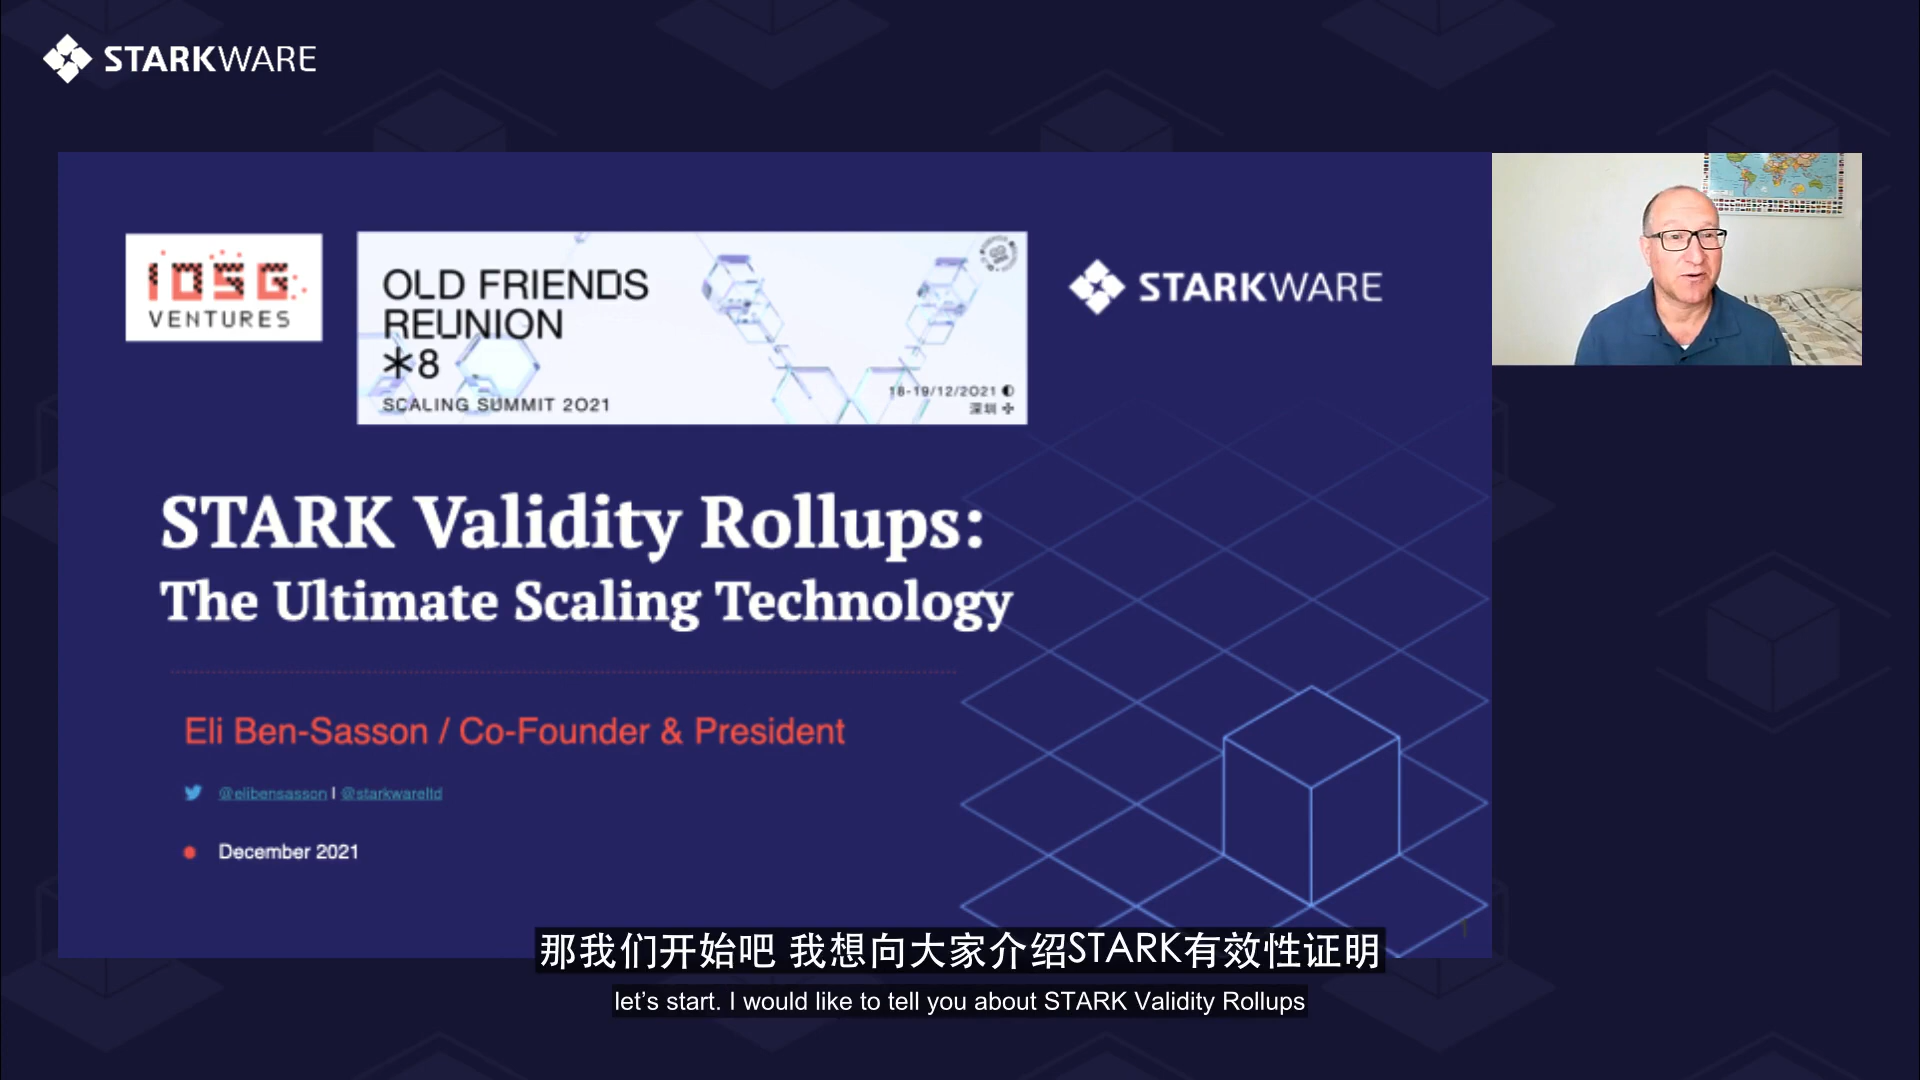 STARKWARE
IOSG
VENTURES
OLD FRIENDS
REUNION
*8
SCALING SUMMIT 2021
18-19/12/2021
深圳
STARKWARE
STARK Validity Rollups:
The Ultimate Scaling Technology
Eli Ben-Sasson / Co-Founder & President
@elibensasson | @starkwareltd
December 2021
1
那我们开始吧 我想向大家介绍STARK有效性证明
let’s start. I would like to tell you about STARK Validity Rollups